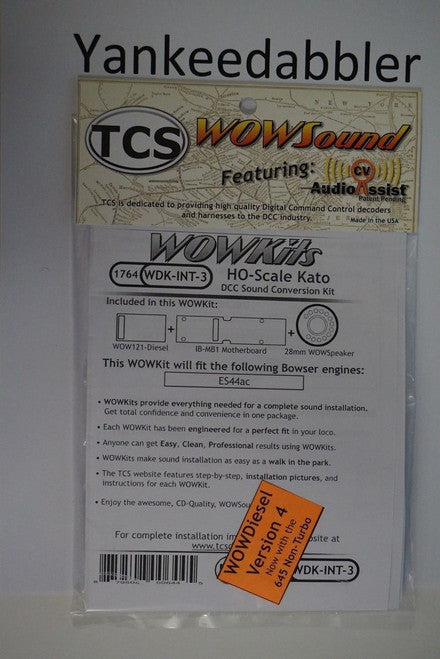 Yankeedabbler
TCS
WOWSound
Featuring:
CV
AudioAssist
Patent Pending
TCS is dedicated to providing high quality Digital Command Control decoders
and harnesses to the DCC industry.
Made in the USA
WOWKits
1764 WDK-INT-3
HO-Scale Kato
DCC Sound Conversion Kit
Included in this WOWKit:
WOW121-Diesel
IB-MB1 Motherboard
28mm WOWSpeaker
+
+
This WOWKit will fit the following Bowser engines:
ES44ac
• WOWKits provide everything needed for a complete sound installation.
Get total confidence and convenience in one package.
• Each WOWKit has been engineered for a perfect fit in your loco.
• Anyone can get Easy, Clean, Professional results using WOWKits.
• WOWKits make sound installation as easy as a walk in the park.
• The TCS website features step-by-step, installation pictures, and
instructions for each WOWKit.
• Enjoy the awesome, CD-Quality, WOWSou
For complete installation im
site at
www.tcs
WOWDiesel
Version 4
Now with the
645 Non-Turbo
WDK-INT-3